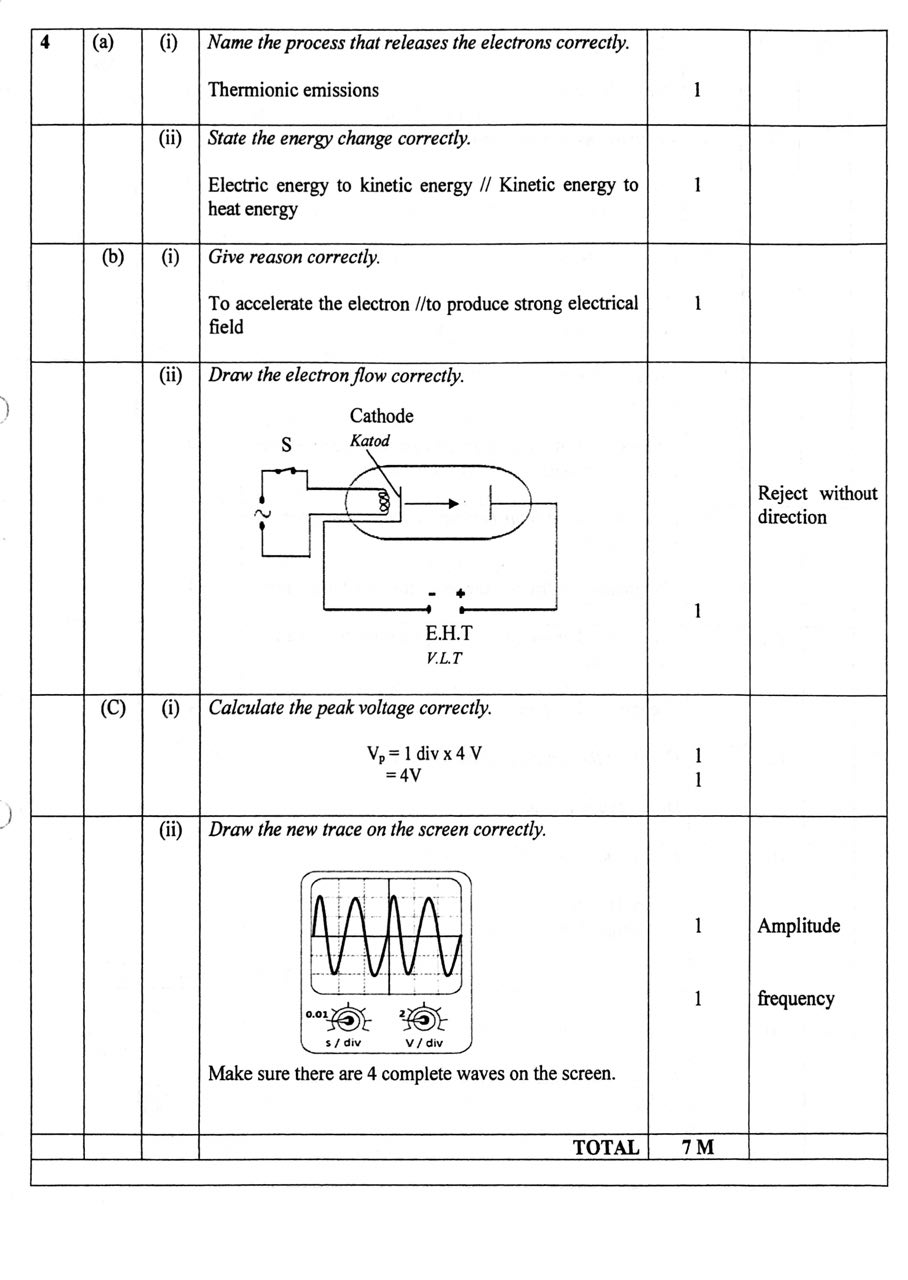 4 (a) (i) Name the process that releases the electrons correctly.
Thermionic emissions 1
(ii) State the energy change correctly.
Electric energy to kinetic energy // Kinetic energy to 1
heat energy
(b) (i) Give reason correctly.
To accelerate the electron //to produce strong electrical 1
field
(ii) Draw the electron flow correctly.
Cathode
Katod
S
~
Reject without
direction
- +
1
E.H.T
V.L.T
(C) (i) Calculate the peak voltage correctly.
Vp = 1 div x 4 V 1
= 4V 1
(ii) Draw the new trace on the screen correctly.
1 Amplitude
1 frequency
0.01 2
s / div V / div
Make sure there are 4 complete waves on the screen.
TOTAL 7 M